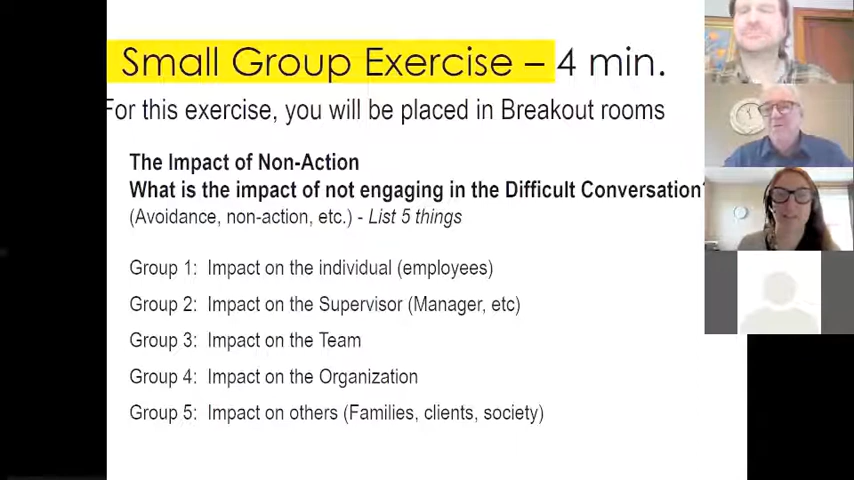 Small Group Exercise – 4 min.
For this exercise, you will be placed in Breakout rooms
The Impact of Non-Action
What is the impact of not engaging in the Difficult Conversation?
(Avoidance, non-action, etc.) - List 5 things
Group 1: Impact on the individual (employees)
Group 2: Impact on the Supervisor (Manager, etc)
Group 3: Impact on the Team
Group 4: Impact on the Organization
Group 5: Impact on others (Families, clients, society)